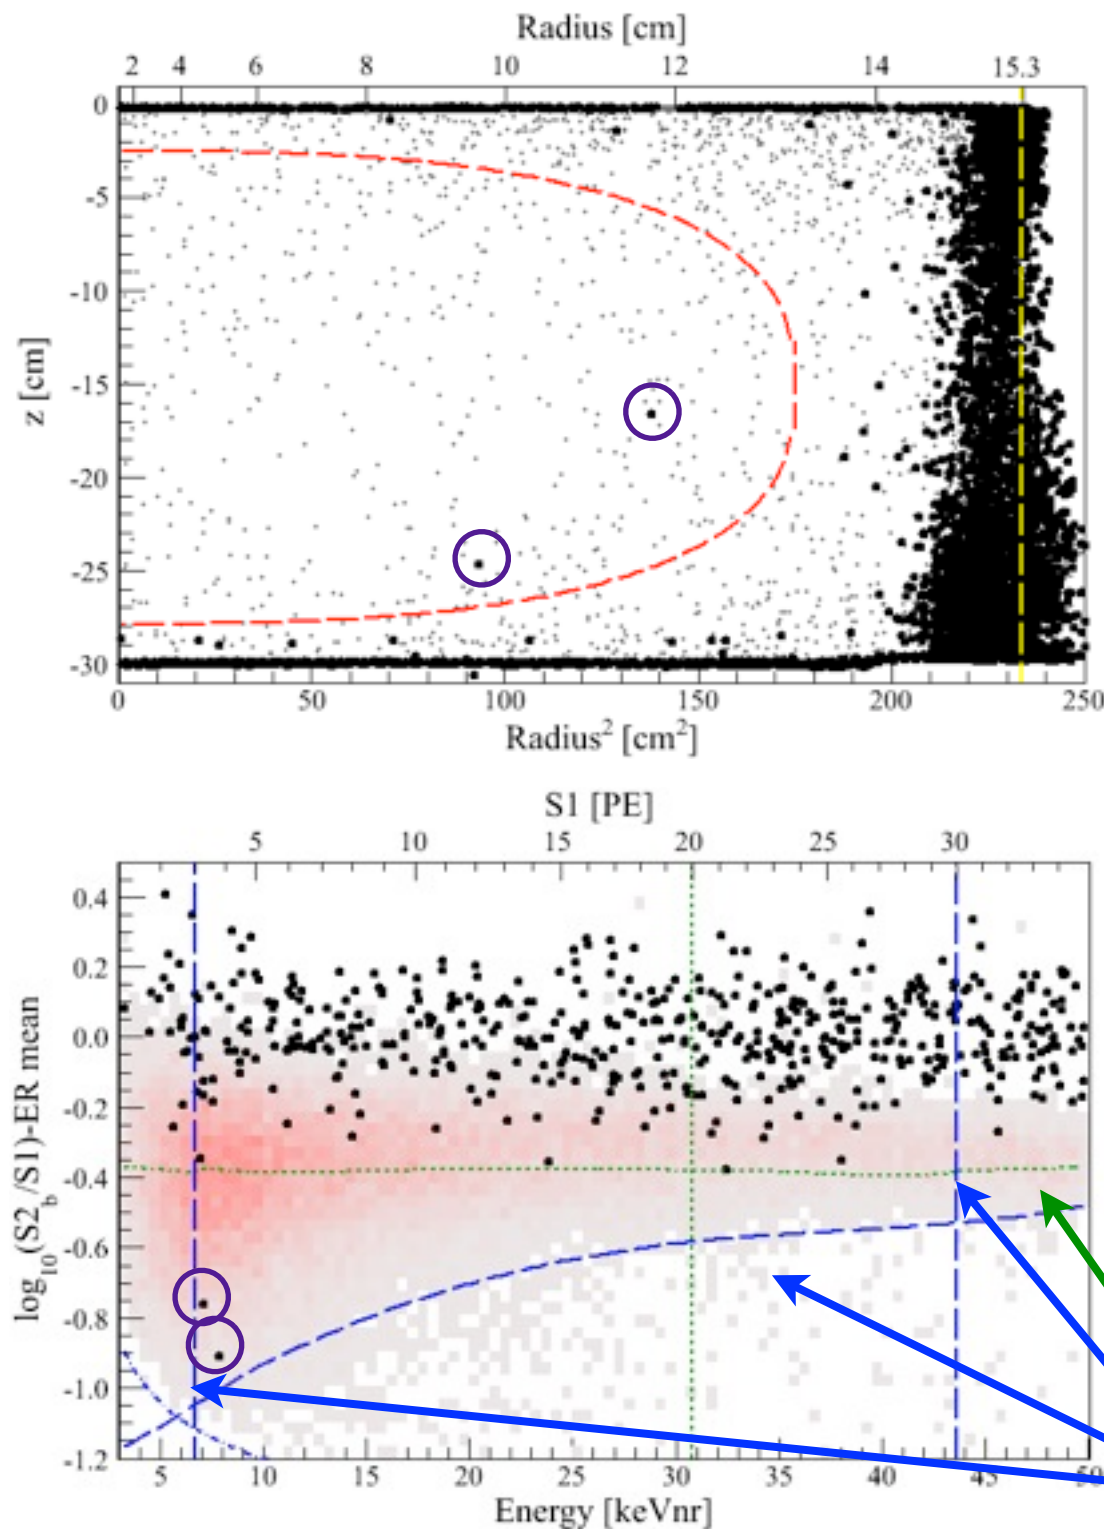 Radius [cm]
2 4 6 8 10 12 14 15.3
0
-5
-10
-15
-20
-25
-30
z [cm]
0 50 100 150 200 250
Radius² [cm²]
S1 [PE]
5 10 15 20 25 30
0.4
0.2
0.0
-0.2
-0.4
-0.6
-0.8
-1.0
-1.2
log₁₀(S2_b/S1)-ER mean
5 10 15 20 25 30 35 40 45 50
Energy [keVnr]